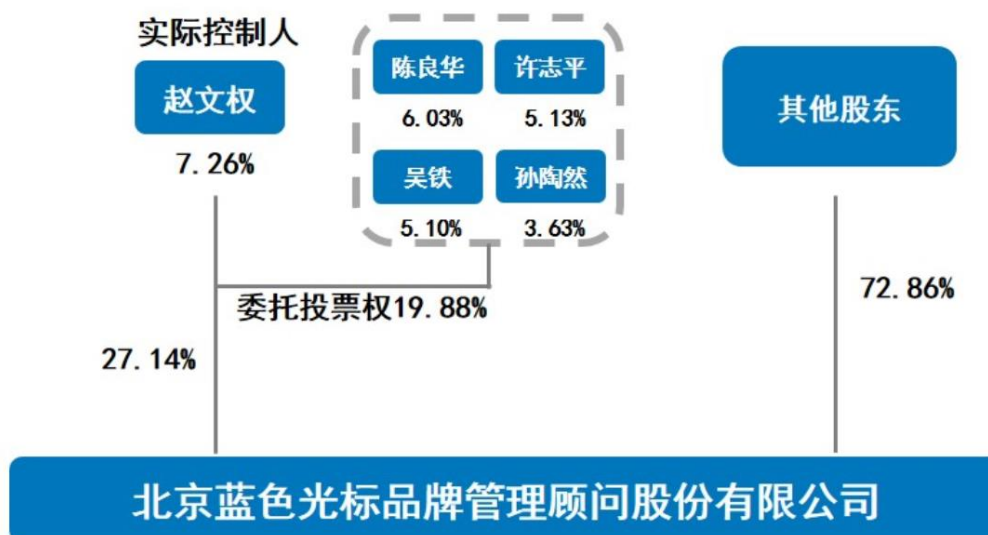 实际控制人
赵文权
7.26%
陈良华
许志平
6.03%
5.13%
吴铁
孙陶然
5.10%
3.63%
其他股东
委托投票权19.88%
27.14%
72.86%
北京蓝色光标品牌管理顾问股份有限公司